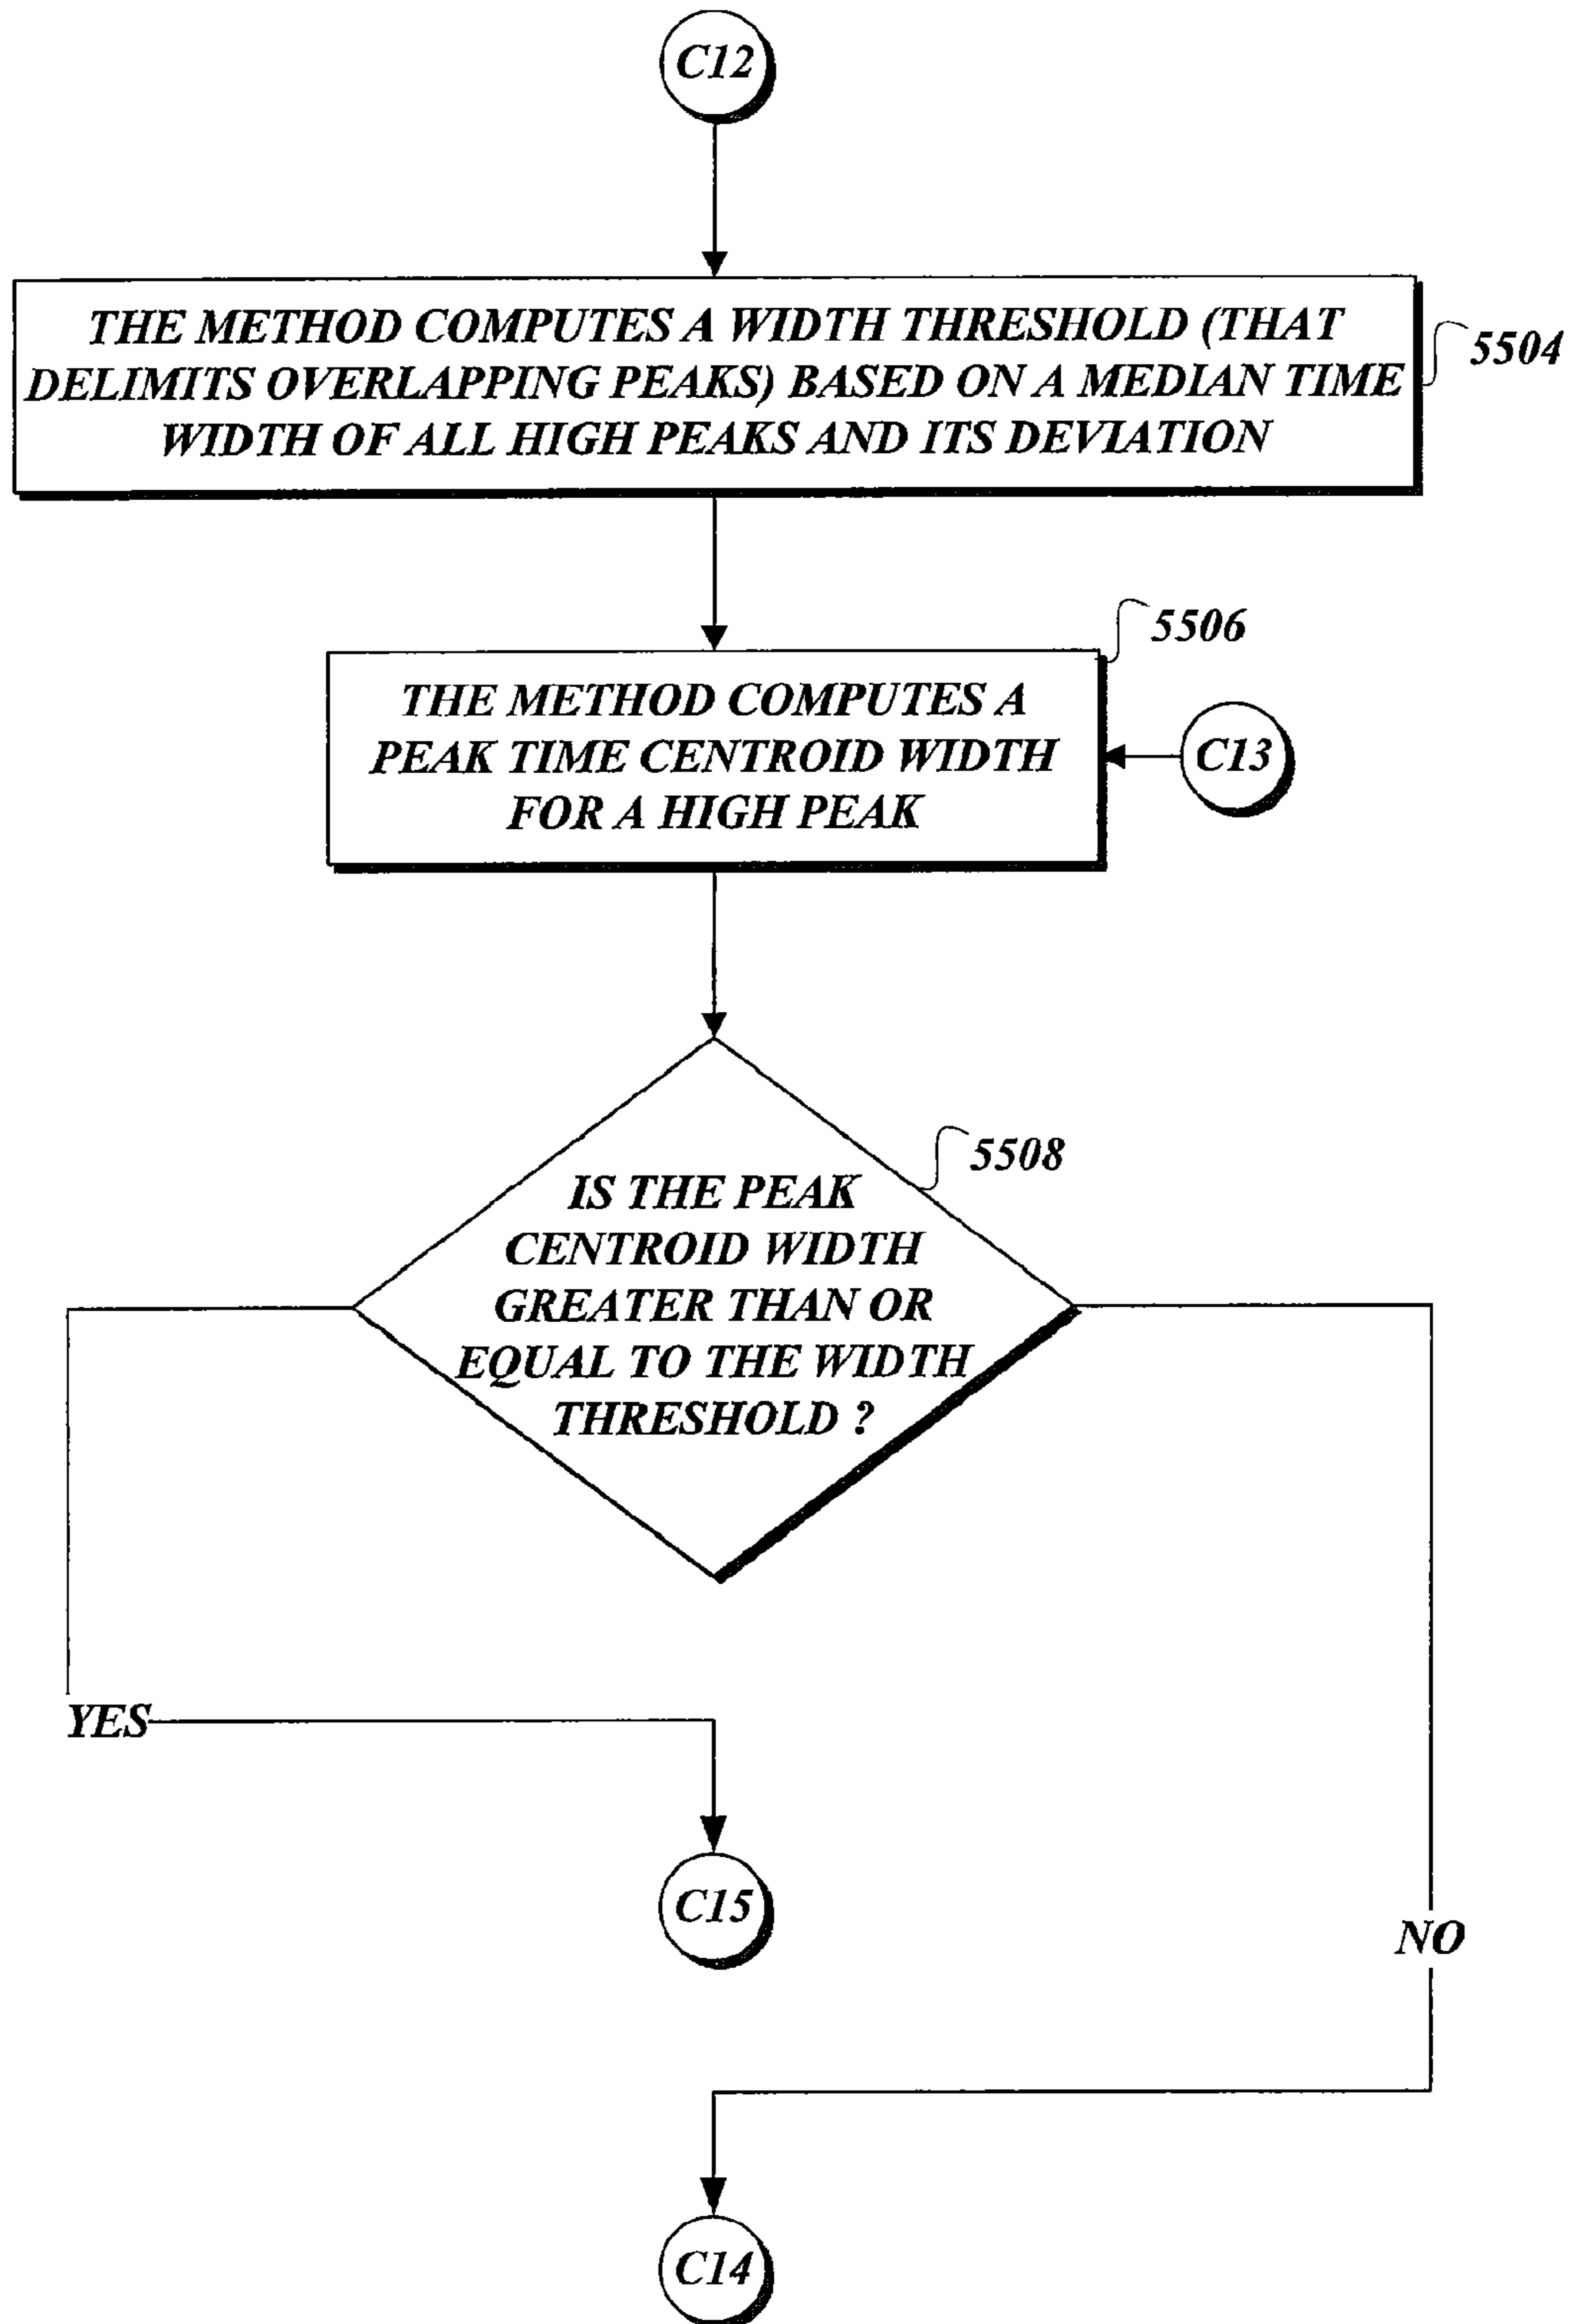 C12
THE METHOD COMPUTES A WIDTH THRESHOLD (THAT
DELIMITS OVERLAPPING PEAKS) BASED ON A MEDIAN TIME
WIDTH OF ALL HIGH PEAKS AND ITS DEVIATION
5504
5506
THE METHOD COMPUTES A
PEAK TIME CENTROID WIDTH
FOR A HIGH PEAK
C13
5508
IS THE PEAK
CENTROID WIDTH
GREATER THAN OR
EQUAL TO THE WIDTH
THRESHOLD ?
YES
C15
NO
C14